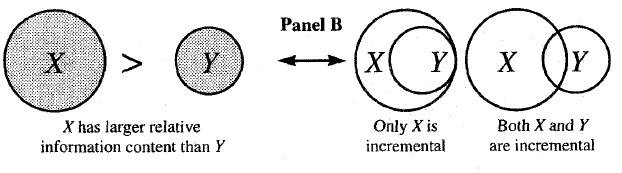 Panel B
X > Y
X Y
X Y
X has larger relative
information content than Y
Only X is
incremental
Both X and Y
are incremental